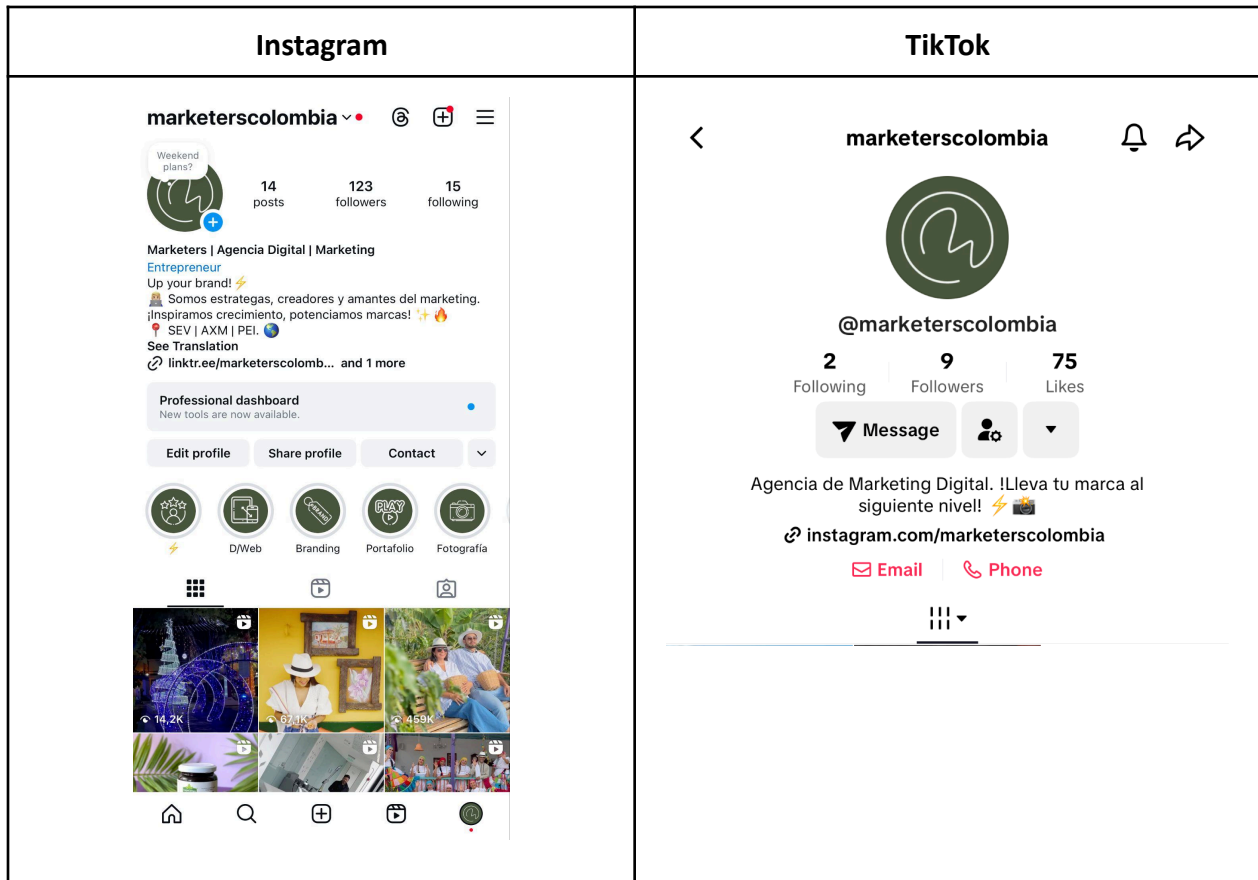 Instagram
TikTok
marketerscolombia
Weekend
plans?
14
posts
123
followers
15
following
Marketers | Agencia Digital | Marketing
Entrepreneur
Up your brand! ⚡
👩🏼‍💻 Somos estrategas, creadores y amantes del marketing.
¡Inspiramos crecimiento, potenciamos marcas! ✨🔥
📍 SEV | AXM | PEI. 🌎
See Translation
linktr.ee/marketerscolomb... and 1 more
Professional dashboard
New tools are now available.
Edit profile
Share profile
Contact
BRAND
PLAY
⚡
D/Web
Branding
Portafolio
Fotografía
14,2K
67,1K
459K
marketerscolombia
@marketerscolombia
2
Following
9
Followers
75
Likes
Message
Agencia de Marketing Digital. !Lleva tu marca al
siguiente nivel! ⚡📸
instagram.com/marketerscolombia
Email
Phone